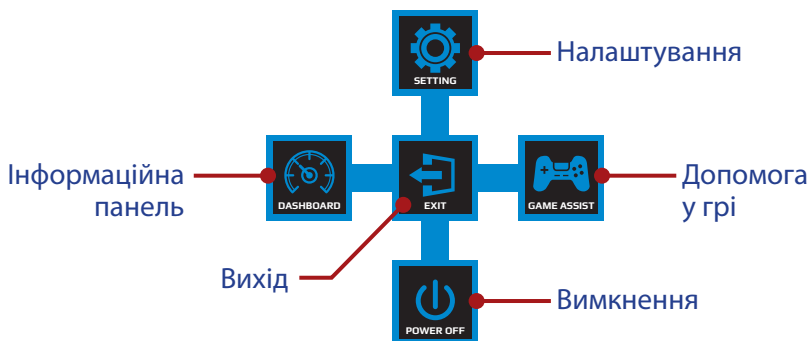 SETTING
Налаштування
Інформаційна
панель
DASHBOARD
EXIT
GAME ASSIST
Допомога
у грі
Вихід
POWER OFF
Вимкнення